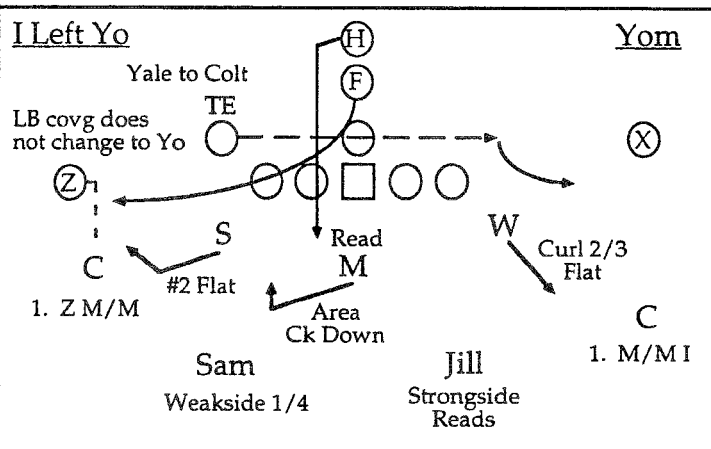 I Left Yo
H
Yom
Yale to Colt
F
TE
LB covg does
not change to Yo
X
Z
S
Read
W
C
M
Curl 2/3
Flat
#2 Flat
1. Z M/M
Area
Ck Down
C
Sam
Jill
1. M/M I
Weakside 1/4
Strongside
Reads